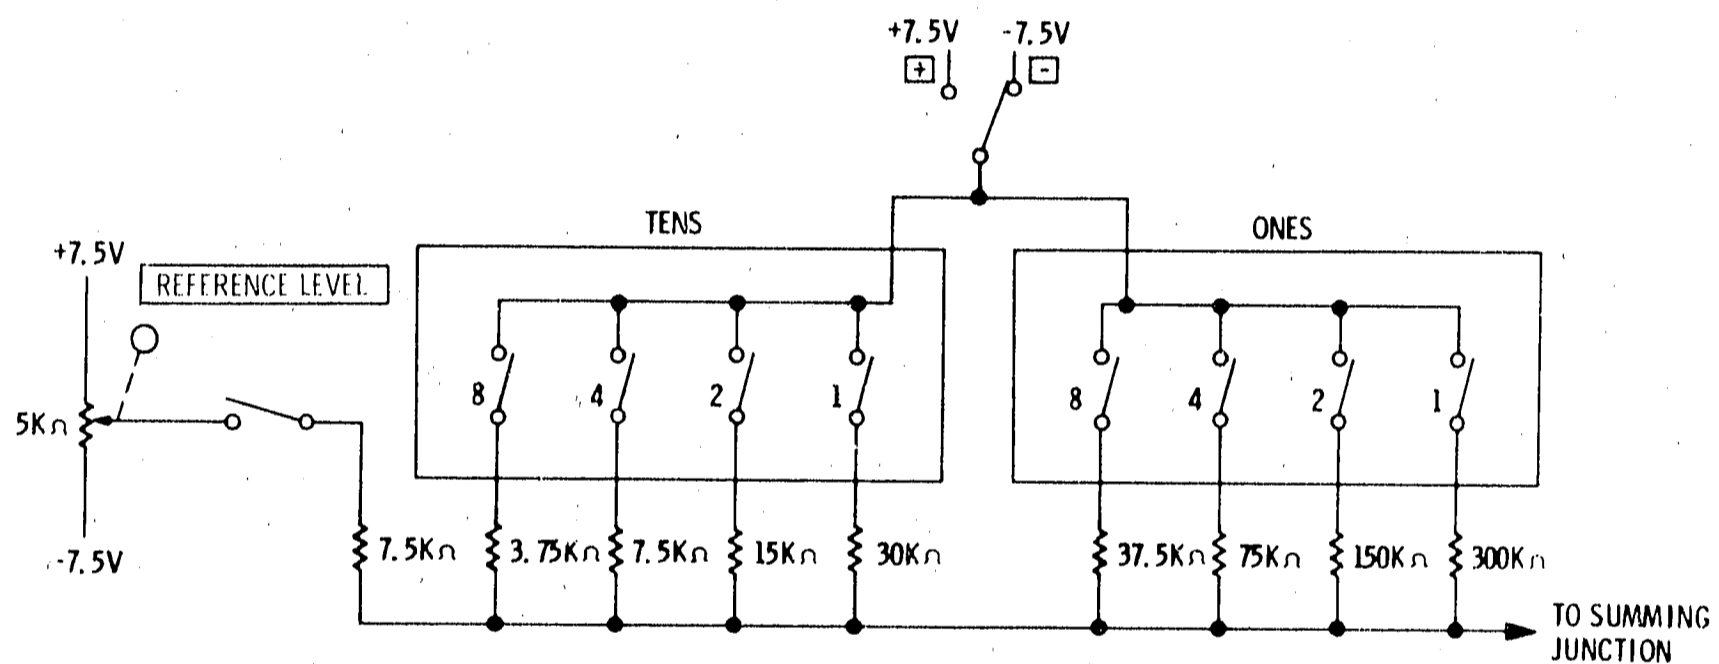 +7.5V -7.5V
+ -
TENS
ONES
+7.5V
REFERENCE LEVEL
8 4 2 1
8 4 2 1
5KΩ
-7.5V
7.5KΩ 3.75KΩ 7.5KΩ 15KΩ 30KΩ
37.5KΩ 75KΩ 150KΩ 300KΩ
TO SUMMING
JUNCTION